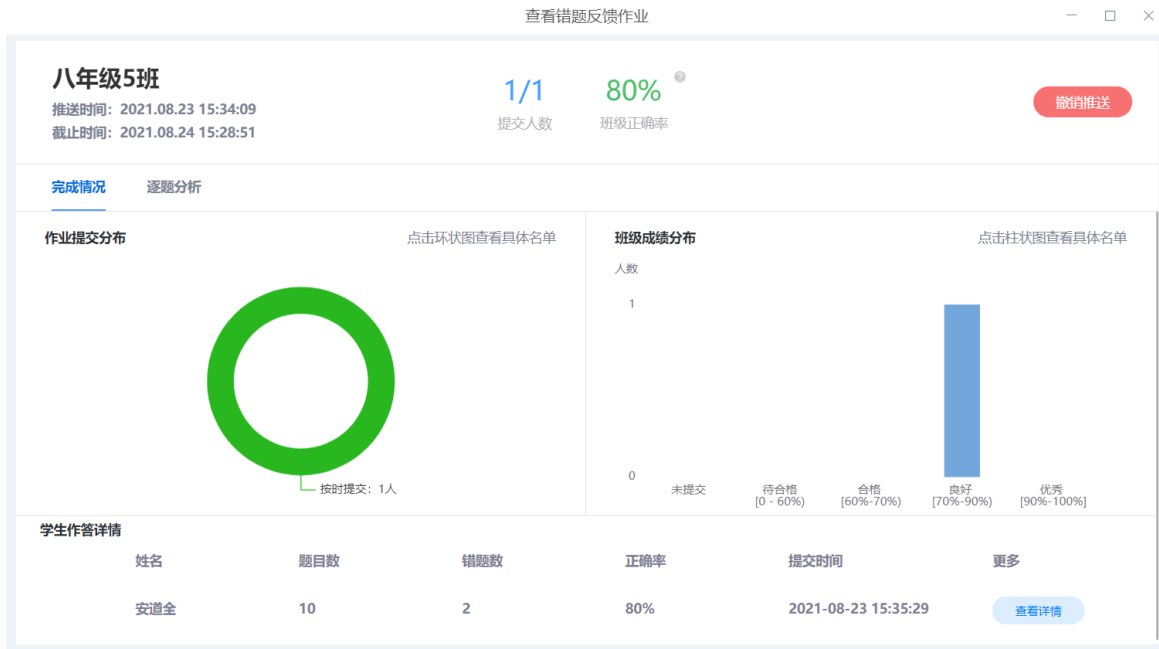 查看错题反馈作业
八年级5班
推送时间：2021.08.23 15:34:09
截止时间：2021.08.24 15:28:51
1/1
提交人数
80%
?
班级正确率
撤销推送
完成情况
逐题分析
作业提交分布
点击环状图查看具体名单
按时提交：1人
班级成绩分布
点击柱状图查看具体名单
人数
1
0
未提交
待合格
[0 - 60%)
合格
[60%-70%)
良好
[70%-90%)
优秀
[90%-100%]
学生作答详情
姓名 题目数 错题数 正确率 提交时间 更多
安道全 10 2 80% 2021-08-23 15:35:29 查看详情